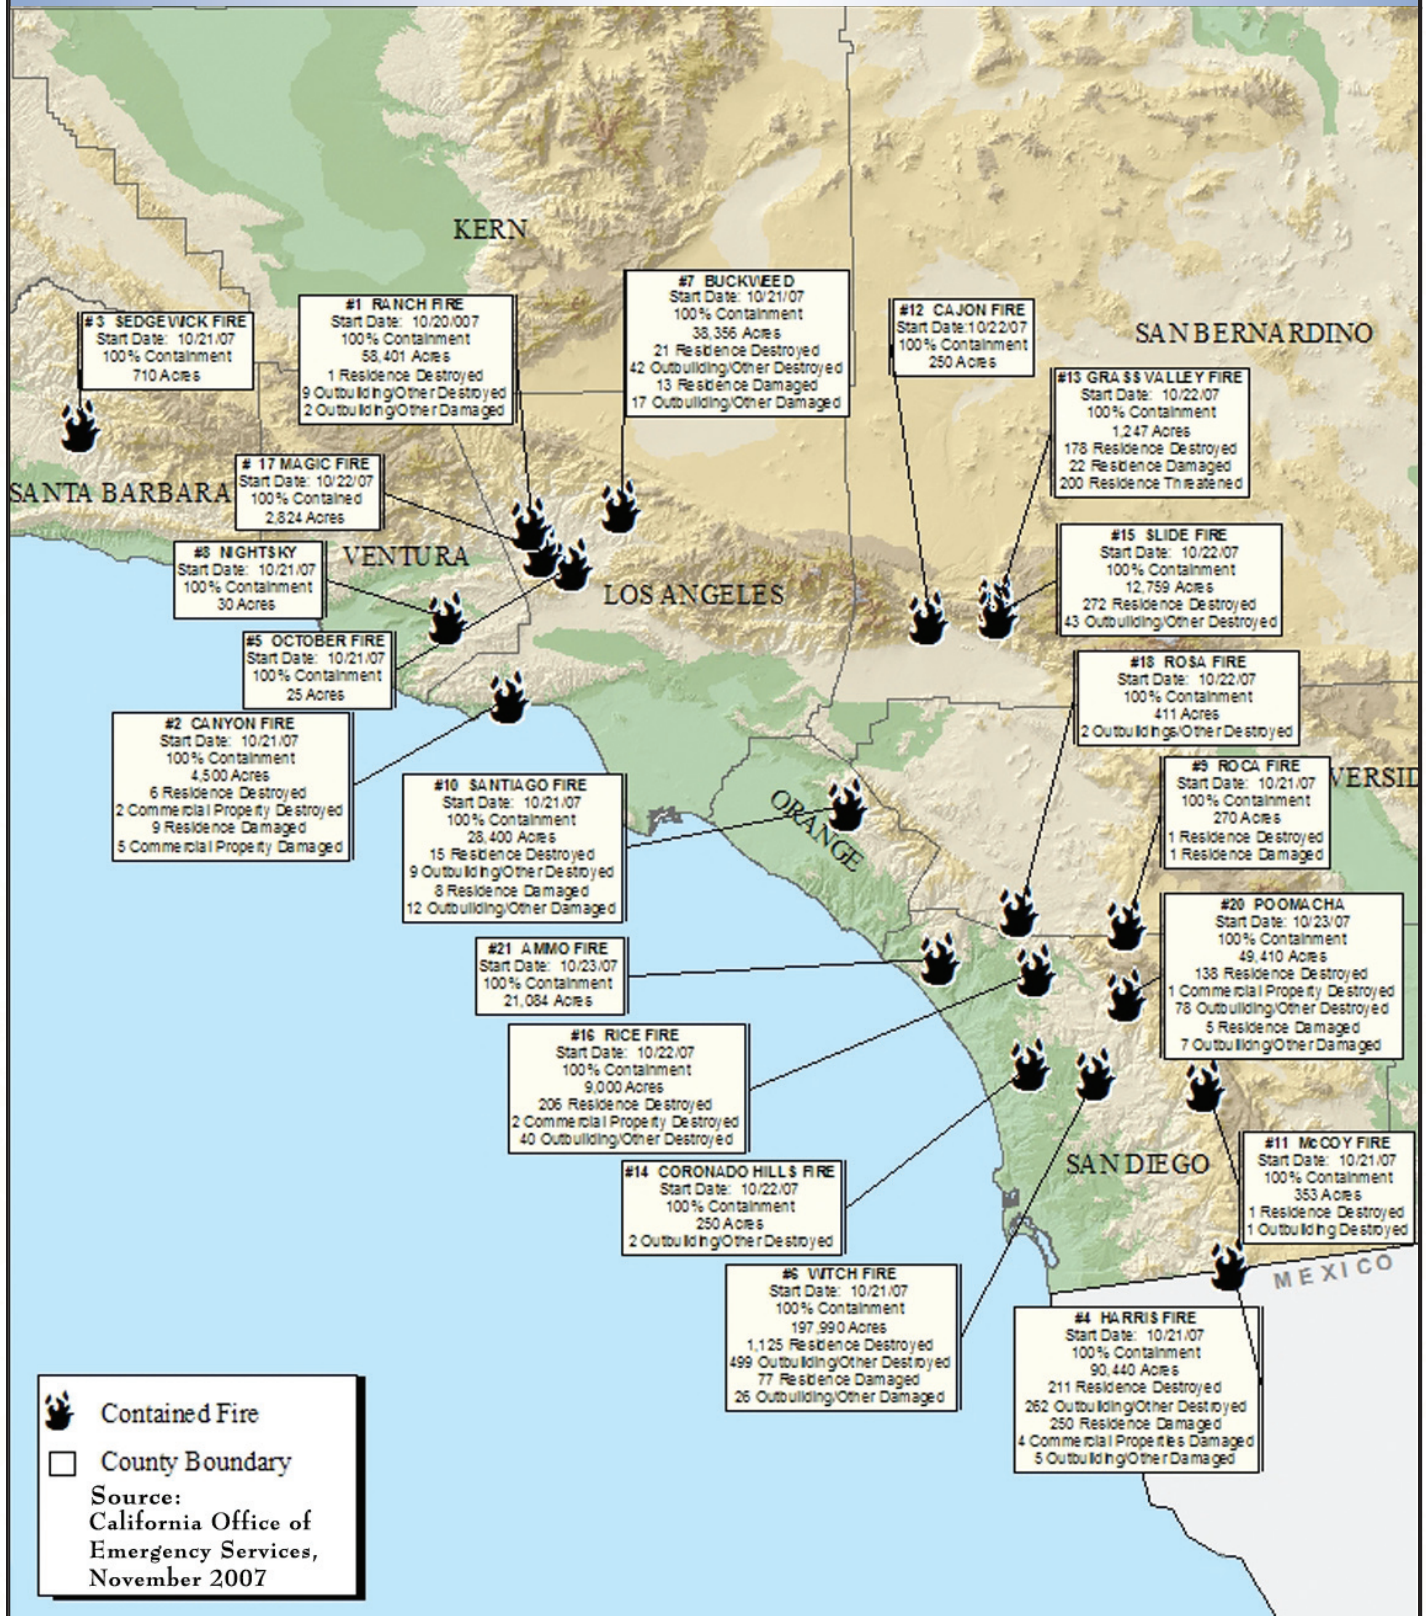 KERN
#7 BUCKWEED
Start Date: 10/21/07
100% Containment
38,356 Acres
21 Residence Destroyed
42 Outbuilding/Other Destroyed
13 Residence Damaged
17 Outbuilding/Other Damaged
#1 RANCH FIRE
Start Date: 10/20/007
100% Containment
58,401 Acres
1 Residence Destroyed
9 Outbuilding/Other Destroyed
2 Outbuilding/Other Damaged
#12 CAJON FIRE
Start Date:10/22/07
100% Containment
250 Acres
# 3 SEDGEWICK FIRE
Start Date: 10/21/07
100% Containment
710 Acres
SAN BERNARDINO
#13 GRASS VALLEY FIRE
Start Date: 10/22/07
100% Containment
1,247 Acres
178 Residence Destroyed
22 Residence Damaged
200 Residence Threatened
# 17 MAGIC FIRE
Start Date: 10/22/07
100% Contained
2,824 Acres
SANTA BARBARA
#8 NIGHTSKY
Start Date: 10/21/07
100% Containment
30 Acres
VENTURA
LOS ANGELES
#15 SLIDE FIRE
Start Date: 10/22/07
100% Containment
12,759 Acres
272 Residence Destroyed
43 Outbuilding/Other Destroyed
#5 OCTOBER FIRE
Start Date: 10/21/07
100% Containment
25 Acres
#18 ROSA FIRE
Start Date: 10/22/07
100% Containment
411 Acres
2 Outbuildings/Other Destroyed
#2 CANYON FIRE
Start Date: 10/21/07
100% Containment
4,500 Acres
6 Residence Destroyed
2 Commercial Property Destroyed
9 Residence Damaged
5 Commercial Property Damaged
#9 ROCA FIRE
Start Date: 10/21/07
100% Containment
270 Acres
1 Residence Destroyed
1 Residence Damaged
VERSID
#10 SANTIAGO FIRE
Start Date: 10/21/07
100% Containment
28,400 Acres
15 Residence Destroyed
9 Outbuilding/Other Destroyed
8 Residence Damaged
12 Outbuilding/Other Damaged
ORANGE
#20 POOMACHA
Start Date: 10/23/07
100% Containment
49,410 Acres
138 Residence Destroyed
1 Commercial Property Destroyed
78 Outbuilding/Other Destroyed
5 Residence Damaged
7 Outbuilding/Other Damaged
#21 AMMO FIRE
Start Date: 10/23/07
100% Containment
21,084 Acres
#16 RICE FIRE
Start Date: 10/22/07
100% Containment
9,000 Acres
206 Residence Destroyed
2 Commercial Property Destroyed
40 Outbuilding/Other Destroyed
#11 McCOY FIRE
Start Date: 10/21/07
100% Containment
353 Acres
1 Residence Destroyed
1 Outbuilding Destroyed
SAN DIEGO
#14 CORONADO HILLS FIRE
Start Date: 10/22/07
100% Containment
250 Acres
2 Outbuilding/Other Destroyed
#6 WITCH FIRE
Start Date: 10/21/07
100% Containment
197,990 Acres
1,125 Residence Destroyed
499 Outbuilding/Other Destroyed
77 Residence Damaged
26 Outbuilding/Other Damaged
MEXICO
#4 HARRIS FIRE
Start Date: 10/21/07
100% Containment
90,440 Acres
211 Residence Destroyed
262 Outbuilding/Other Destroyed
250 Residence Damaged
4 Commercial Properties Damaged
5 Outbuilding/Other Damaged
Contained Fire
County Boundary
Source:
California Office of
Emergency Services,
November 2007